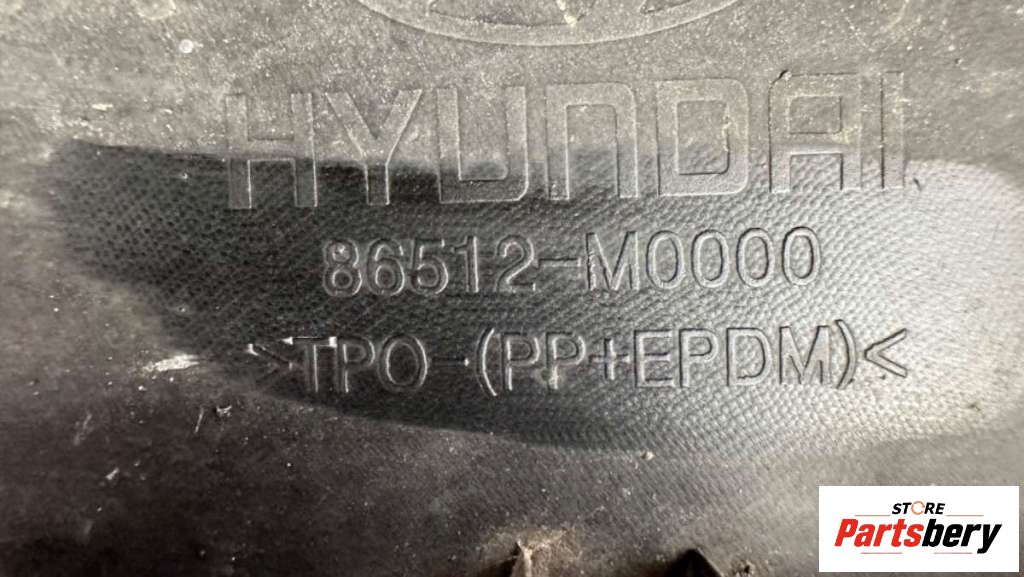 HYUNDAI
86512-M0000
>TPO-(PP+EPDM)<
STORE
Partsbery